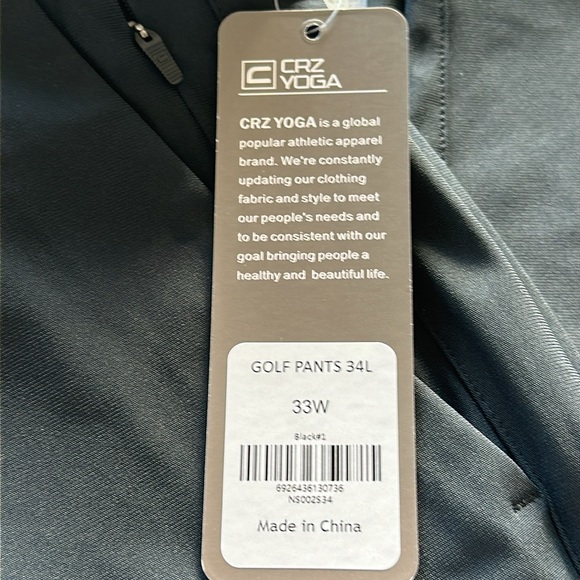 CRZ
YOGA
CRZ YOGA is a global
popular athletic apparel
brand. We're constantly
updating our clothing
fabric and style to meet
our people's needs and
to be consistent with our
goal bringing people a
healthy and beautiful life.
GOLF PANTS 34L
33W
Black#1
6926436130736
NS002S34
Made in China